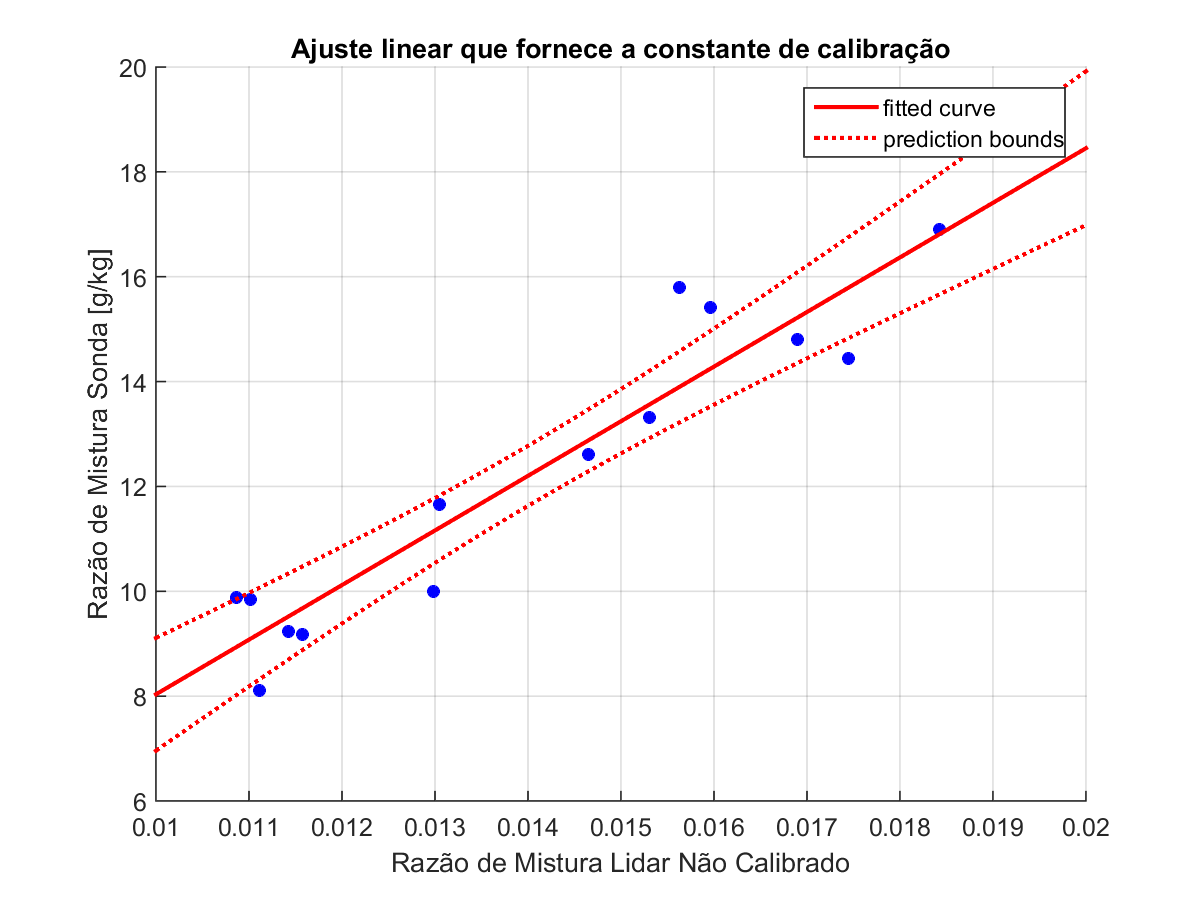 Ajuste linear que fornece a constante de calibração
fitted curve
prediction bounds
Razão de Mistura Sonda [g/kg]
20
18
16
14
12
10
8
6
0.01 0.011 0.012 0.013 0.014 0.015 0.016 0.017 0.018 0.019 0.02
Razão de Mistura Lidar Não Calibrado